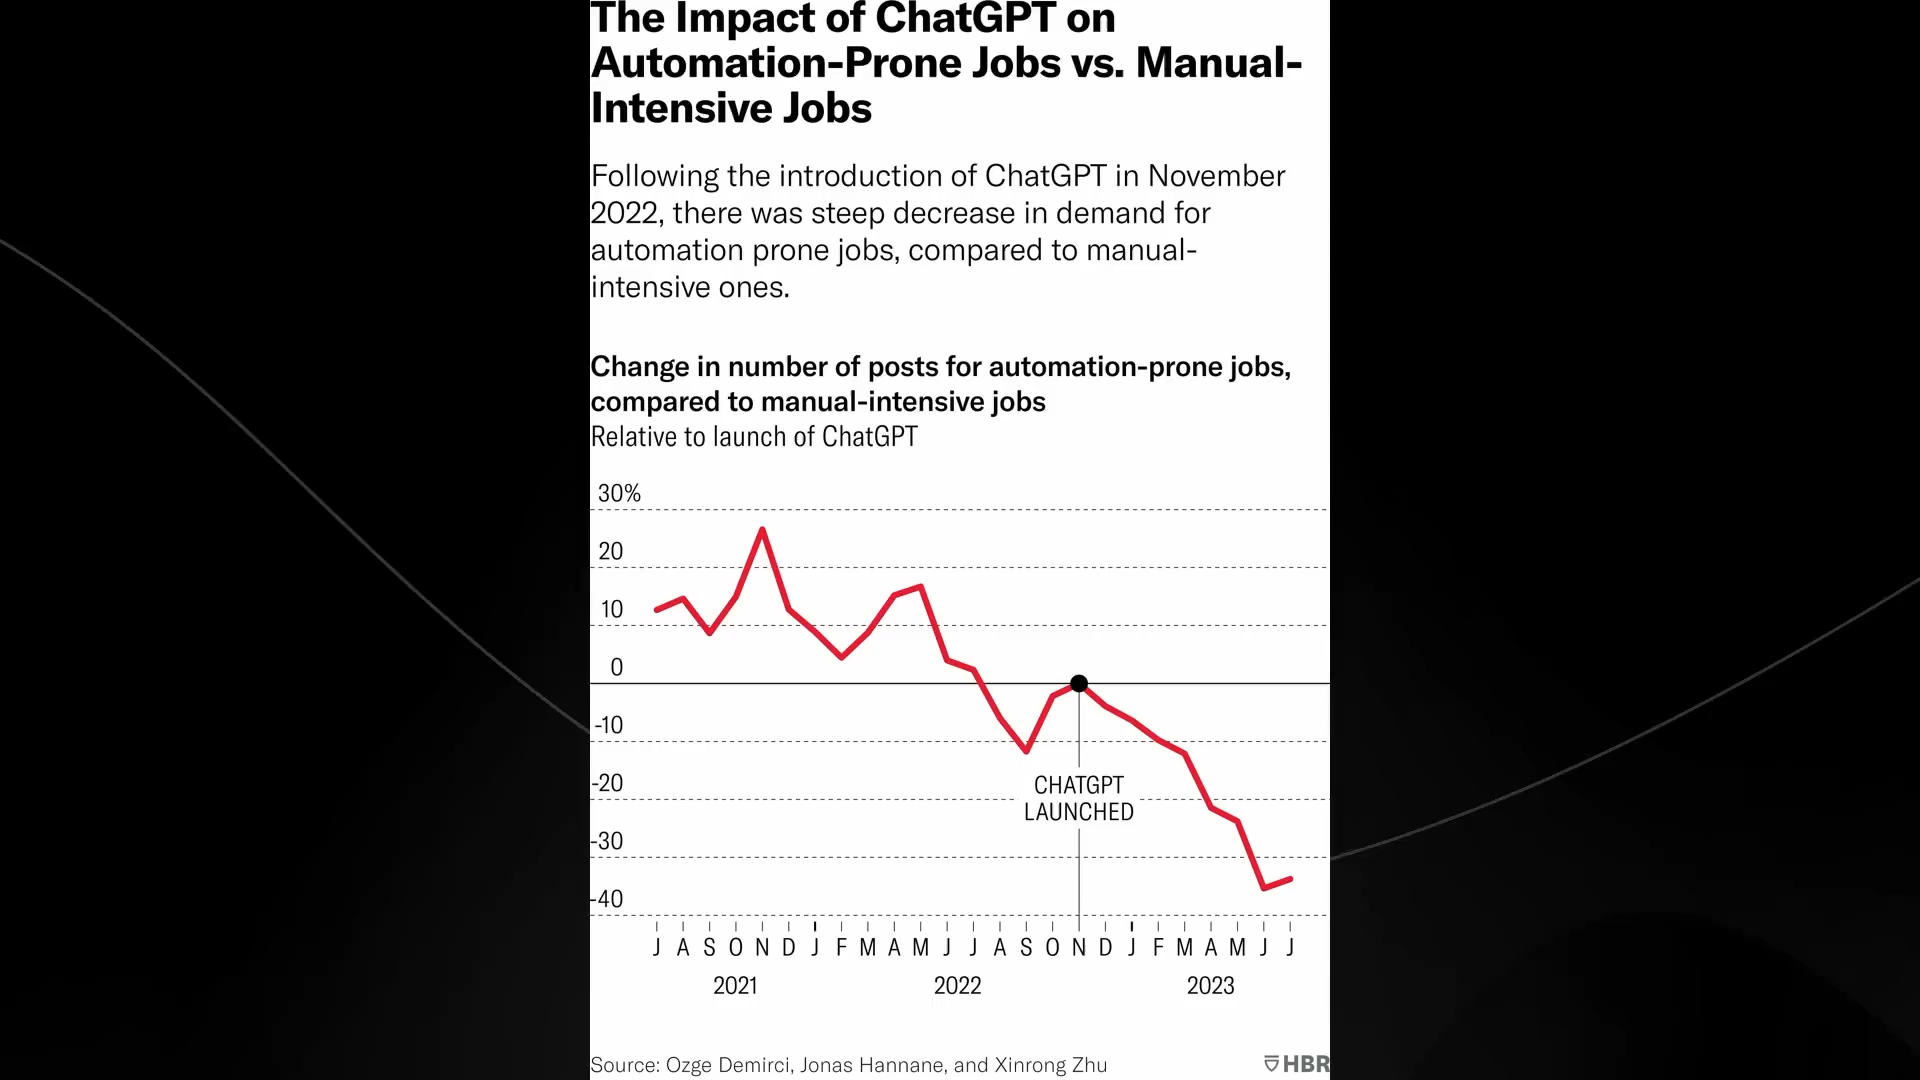 The Impact of ChatGPT on
Automation-Prone Jobs vs. Manual-
Intensive Jobs
Following the introduction of ChatGPT in November
2022, there was steep decrease in demand for
automation prone jobs, compared to manual-
intensive ones.
Change in number of posts for automation-prone jobs,
compared to manual-intensive jobs
Relative to launch of ChatGPT
30%
20
10
0
-10
-20
-30
-40
CHATGPT
LAUNCHED
J A S O N D J F M A M J J A S O N D J F M A M J J
2021 2022 2023
Source: Ozge Demirci, Jonas Hannane, and Xinrong Zhu
HBR